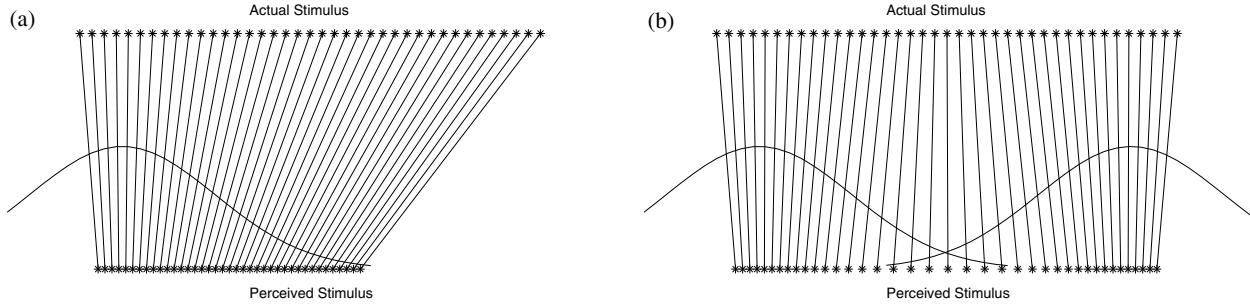 (a)
Actual Stimulus
Perceived Stimulus
(b)
Actual Stimulus
Perceived Stimulus